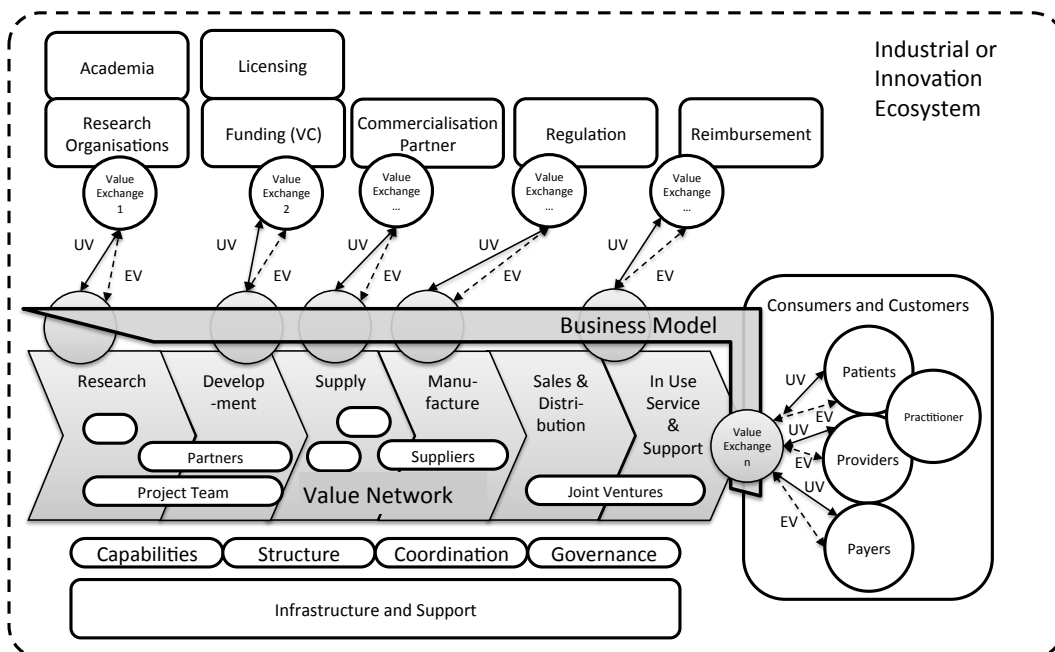 Industrial or
Innovation
Ecosystem
Academia
Licensing
Research
Organisations
Funding (VC)
Commercialisation
Partner
Regulation
Reimbursement
Value
Exchange
1
Value
Exchange
2
Value
Exchange
...
Value
Exchange
...
Value
Exchange
...
UV
EV
UV
EV
UV
EV
UV
EV
UV
EV
Business Model
Consumers and Customers
Research
Develop
-ment
Supply
Manu-
facture
Sales &
Distri-
bution
In Use
Service
&
Support
Partners
Suppliers
Project Team
Value Network
Joint Ventures
Value
Exchange
n
UV
EV
UV
EV
UV
EV
Patients
Practitioner
Providers
Payers
Capabilities
Structure
Coordination
Governance
Infrastructure and Support